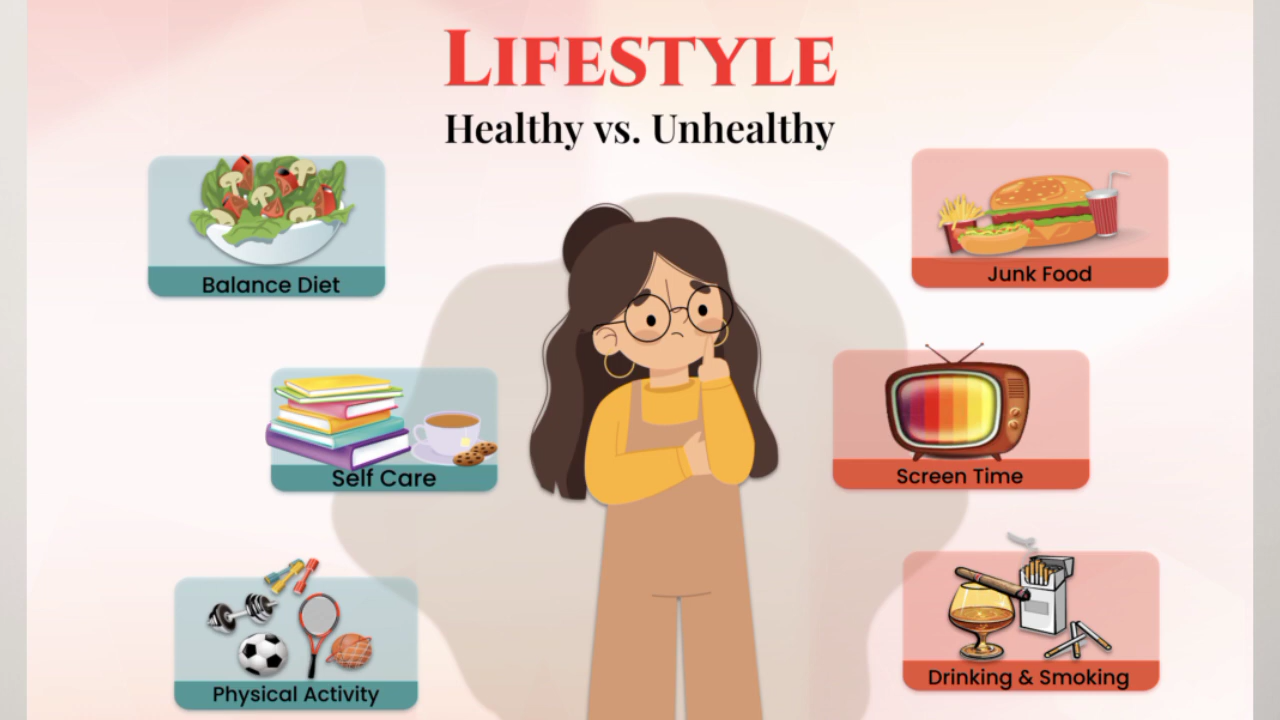 LIFESTYLE
Healthy vs. Unhealthy
Balance Diet
Junk Food
Self Care
Screen Time
Physical Activity
Drinking & Smoking